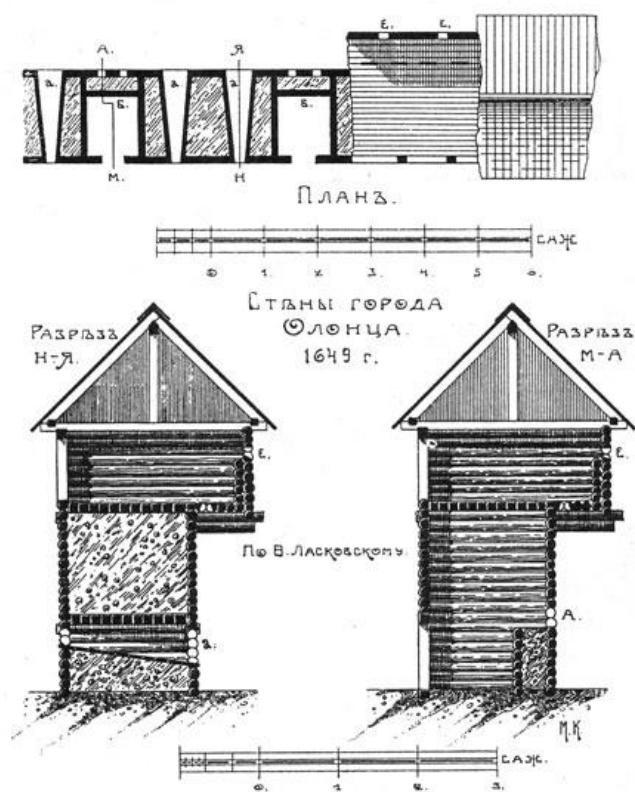 А. Я Е. Е.
а. а а
Б. Б.
М. Н
ПЛАНЪ.
САЖ
0 1. 2 3. 4. 5 6.
СТѢНЫ ГОРОДА
ОЛОНЦА.
1649 г.
РАЗРѢЗЪ
Н-Я.
РАЗРѢЗЪ
М-А
Е.
Е.
ПО В. ЛАСКОВСКОМУ.
А.
а.
М.К
САЖ.
0. 1 2. 3.